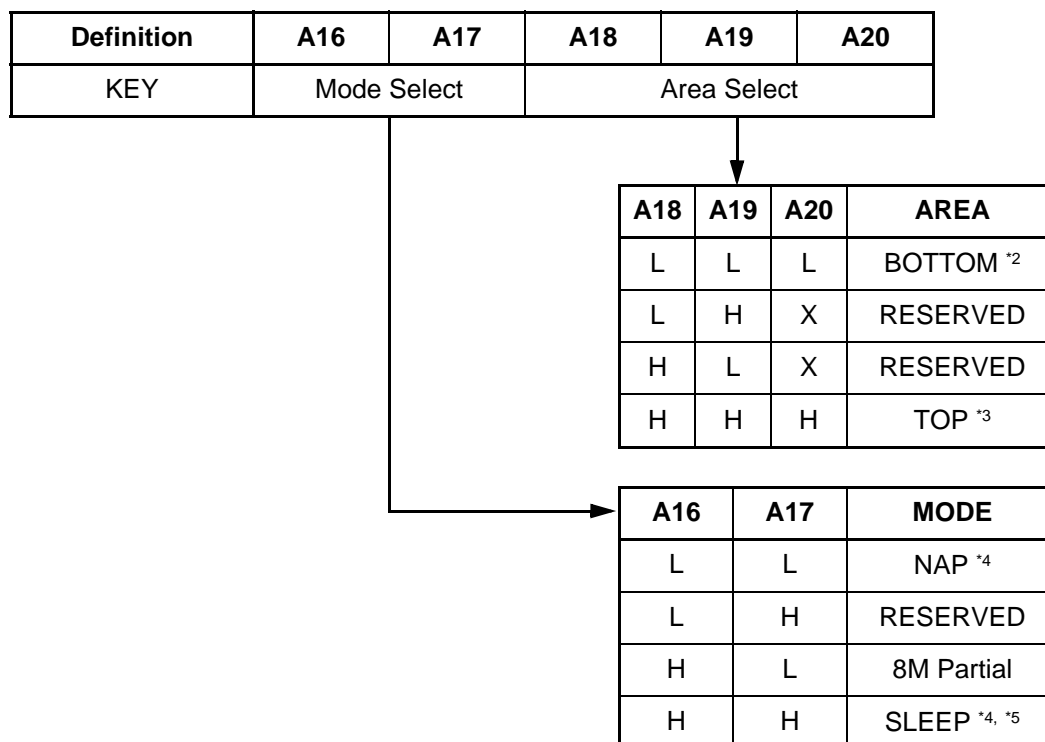 Definition A16 A17 A18 A19 A20
KEY Mode Select Area Select
A18 A19 A20 AREA
L L L BOTTOM *2
L H X RESERVED
H L X RESERVED
H H H TOP *3
A16 A17 MODE
L L NAP *4
L H RESERVED
H L 8M Partial
H H SLEEP *4, *5